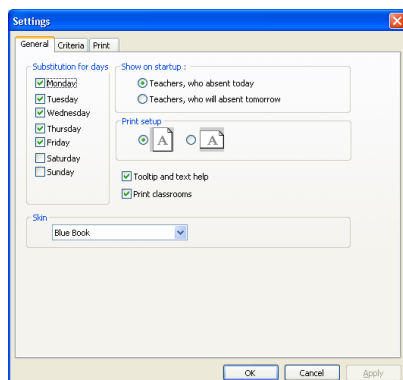 Settings
General Criteria Print
Substitution for days
Monday
Tuesday
Wednesday
Thursday
Friday
Saturday
Sunday
Show on startup :
Teachers, who absent today
Teachers, who will absent tomorrow
Print setup
A A
Tooltip and text help
Print classrooms
Skin
Blue Book
OK Cancel Apply